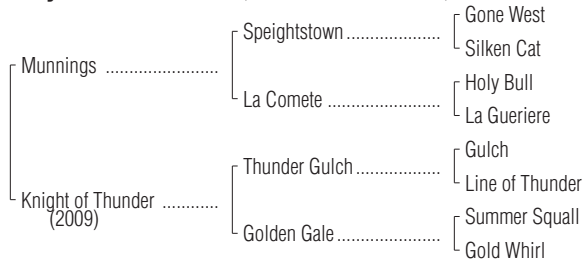 Gone West
Speightstown ....................
Silken Cat
Munnings ........................
Holy Bull
La Comete ........................
La Gueriere
Gulch
Thunder Gulch ..................
Line of Thunder
Knight of Thunder ............
(2009)
Summer Squall
Golden Gale ......................
Gold Whirl